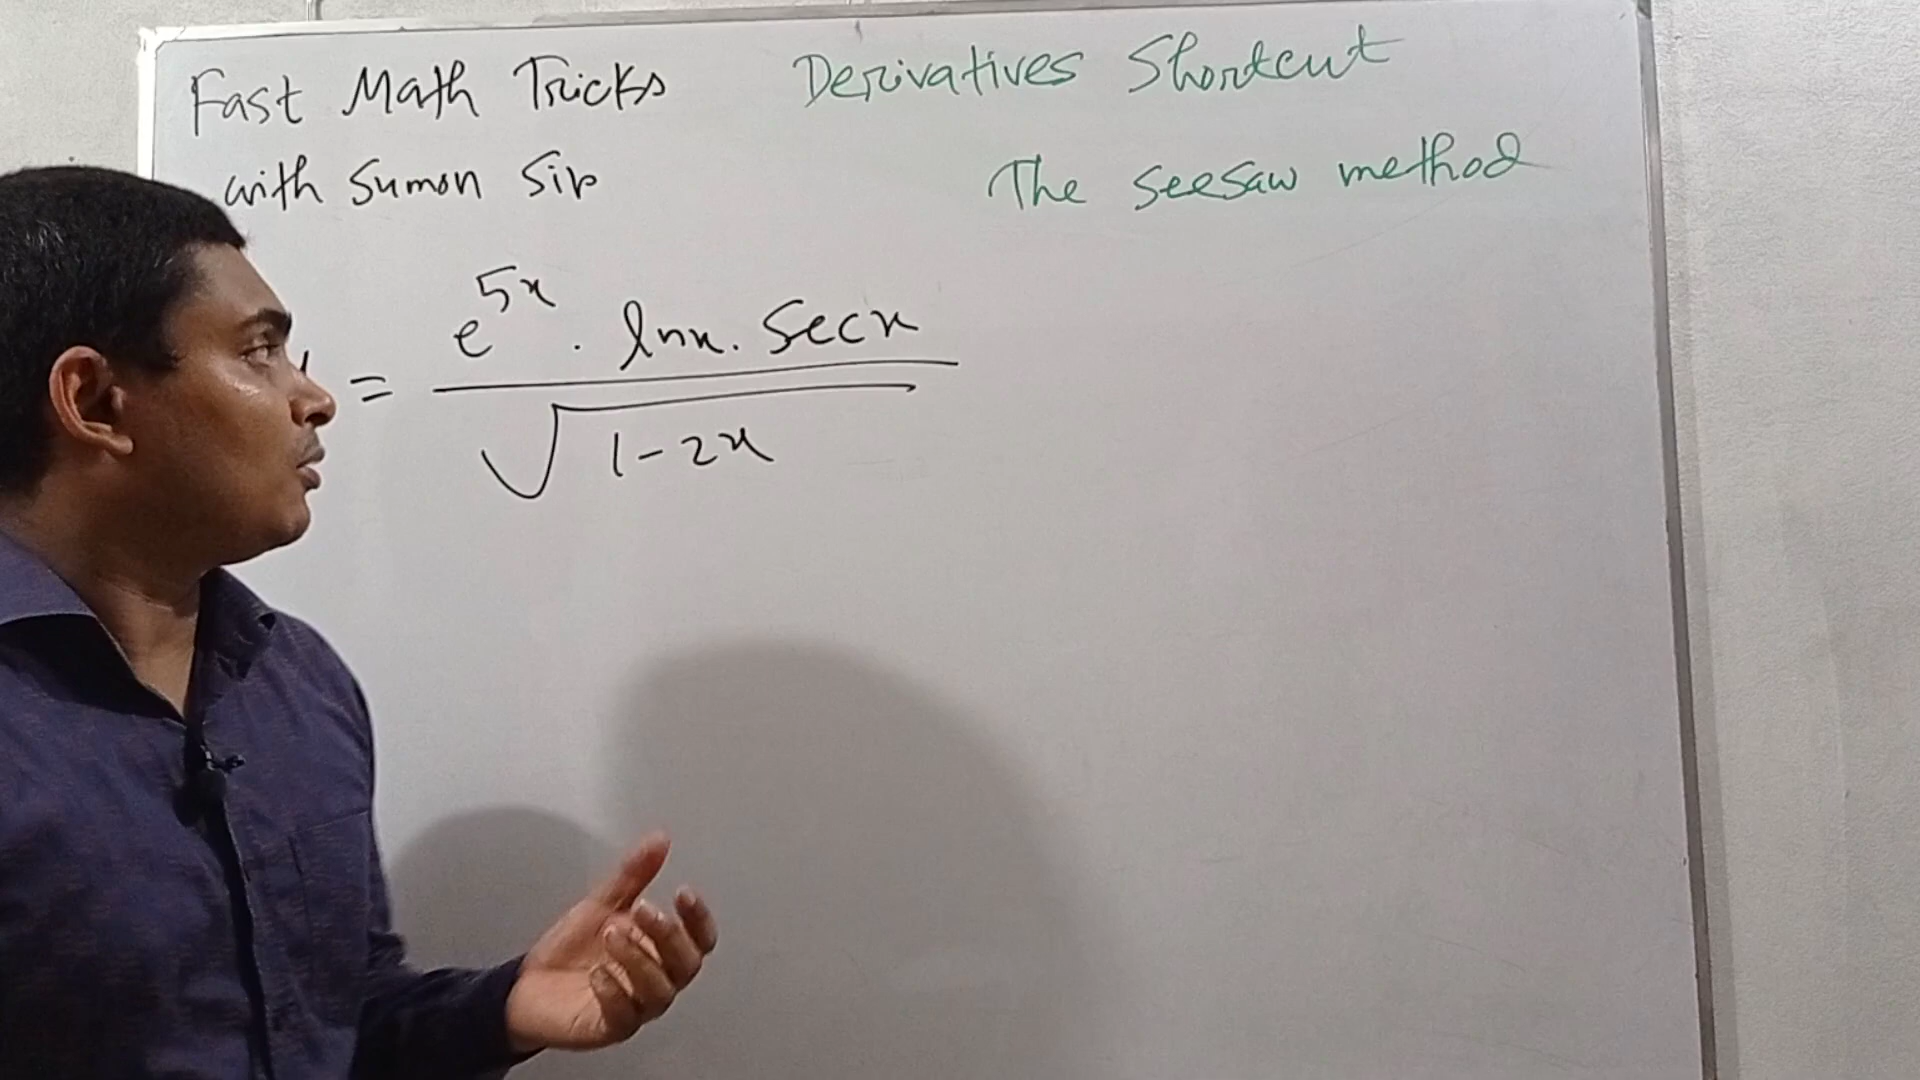 Fast Math Tricks
with Sumon Sir
Derivatives Shortcut
The seesaw method
= e^{5x} . lnx. Secx / √(1-2x)